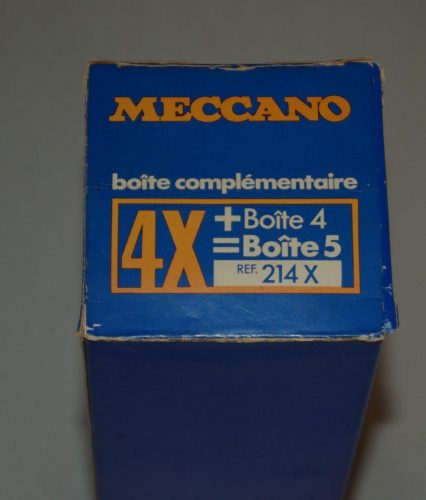 MECCANO
boîte complémentaire
4X + Boîte 4
= Boîte 5
REF. 214 X